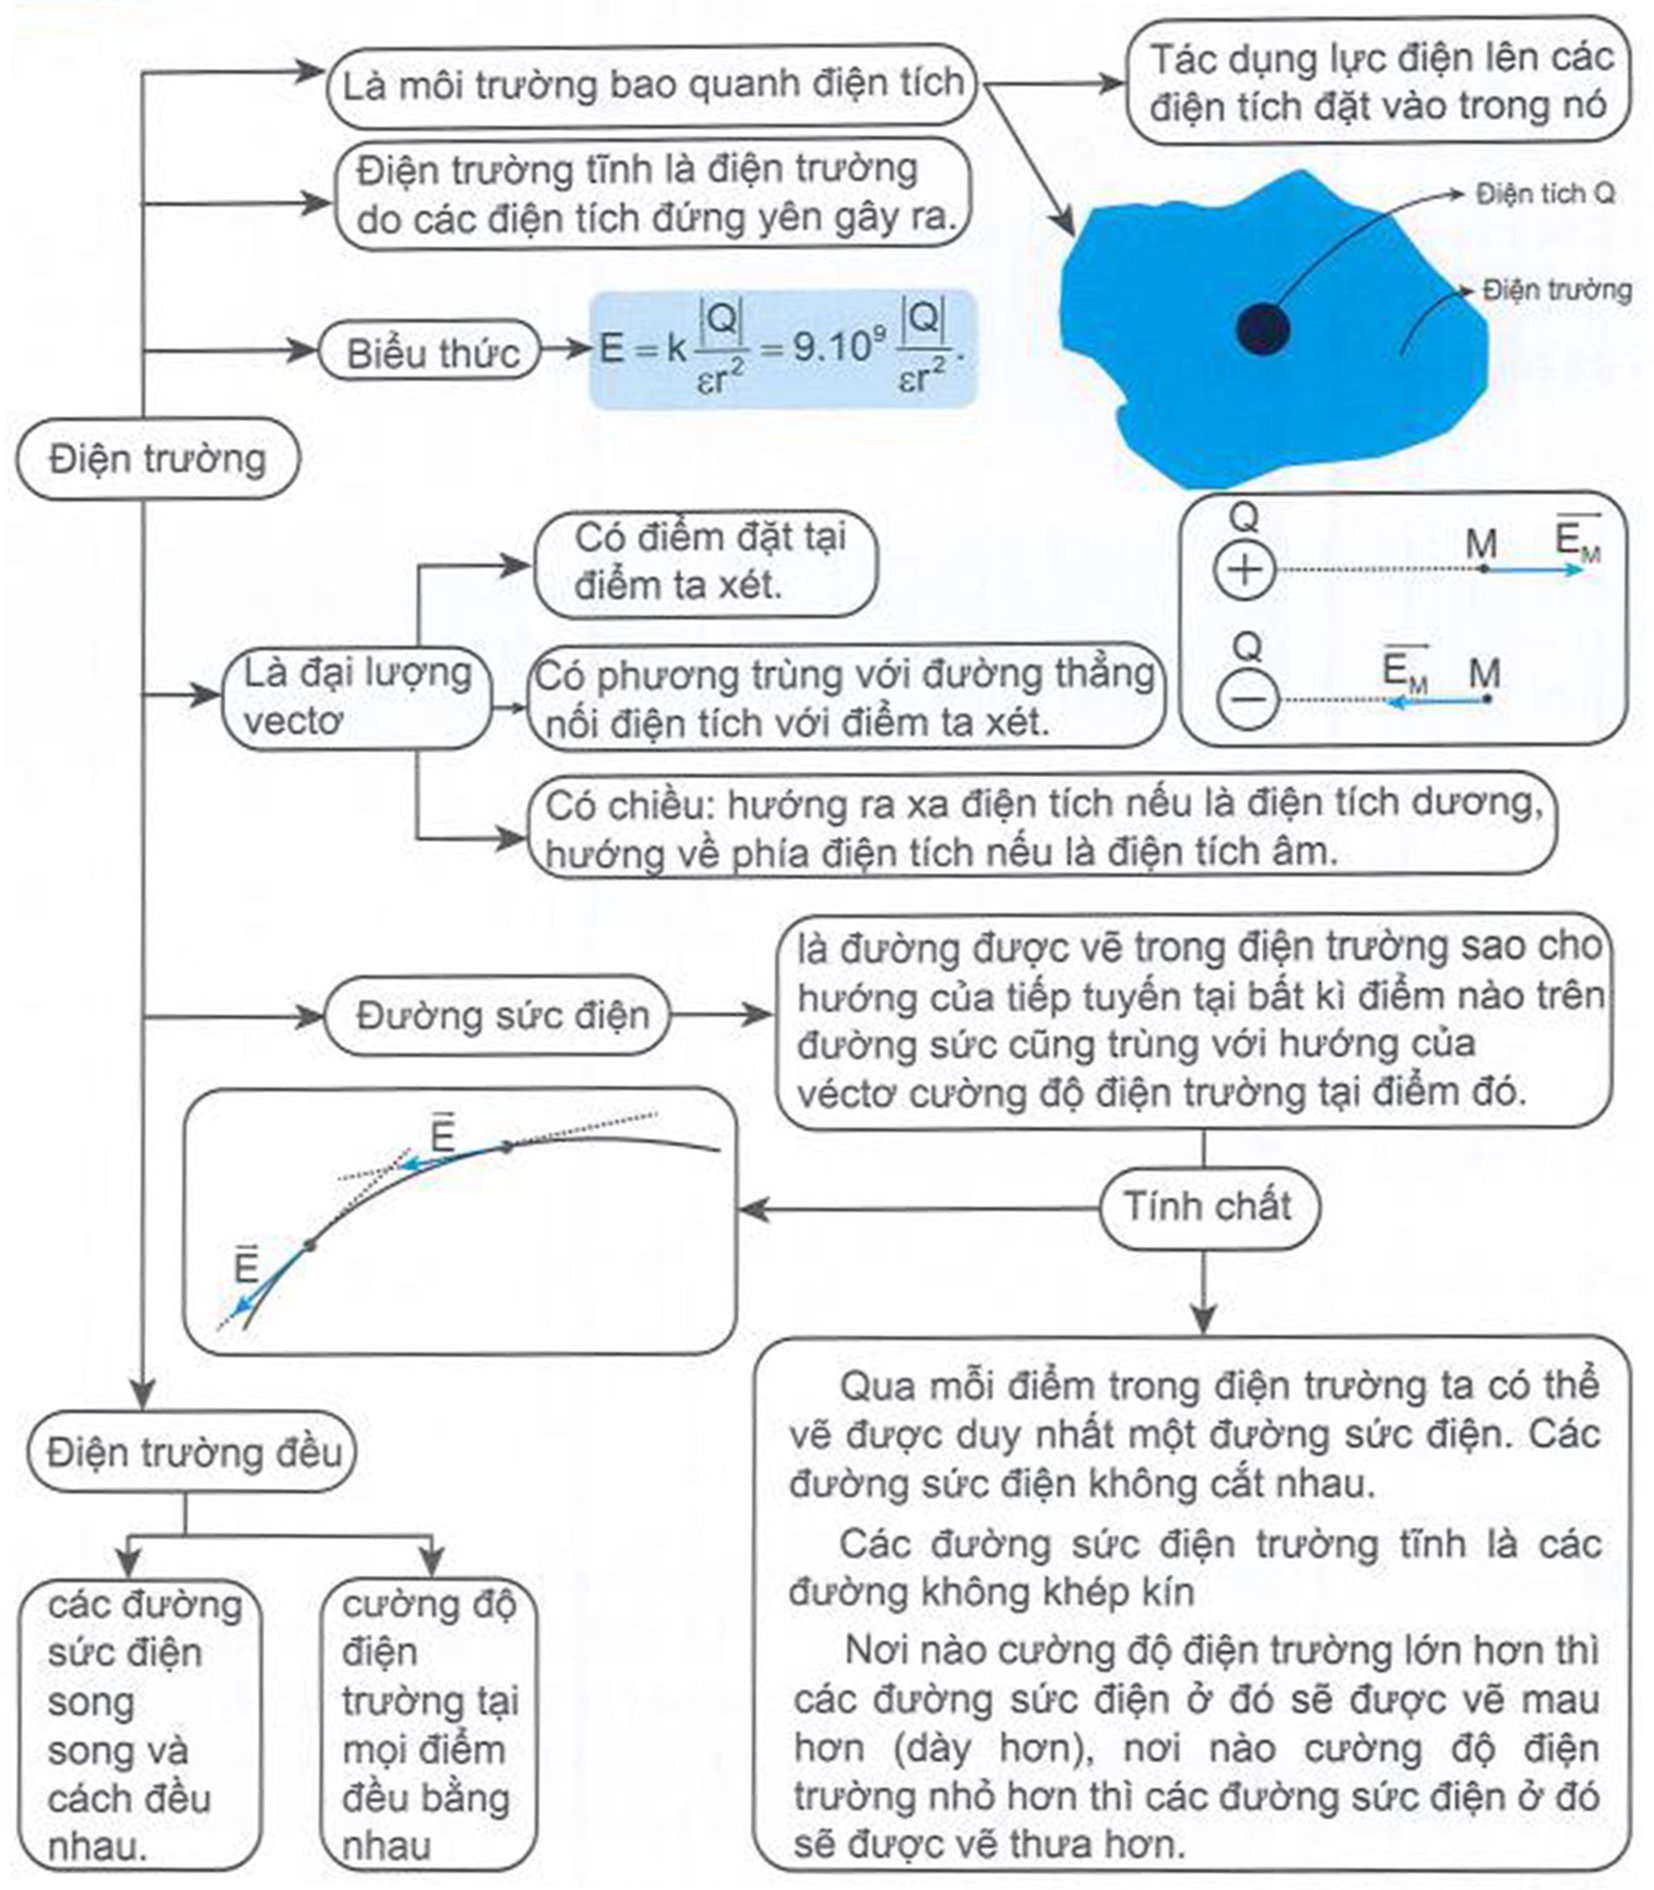 Là môi trường bao quanh điện tích
Tác dụng lực điện lên các
điện tích đặt vào trong nó
Điện trường tĩnh là điện trường
do các điện tích đứng yên gây ra.
Điện tích Q
Điện trường
Biểu thức
E = k |Q|/εr² = 9.10⁹ |Q|/εr².
Điện trường
Có điểm đặt tại
điểm ta xét.
Q
+
M
E_M
Q
−
E_M
M
Là đại lượng
vectơ
Có phương trùng với đường thẳng
nối điện tích với điểm ta xét.
Có chiều: hướng ra xa điện tích nếu là điện tích dương,
hướng về phía điện tích nếu là điện tích âm.
Đường sức điện
là đường được vẽ trong điện trường sao cho
hướng của tiếp tuyến tại bất kì điểm nào trên
đường sức cũng trùng với hướng của
véctơ cường độ điện trường tại điểm đó.
E
E
Tính chất
Qua mỗi điểm trong điện trường ta có thể
vẽ được duy nhất một đường sức điện. Các
đường sức điện không cắt nhau.
Các đường sức điện trường tĩnh là các
đường không khép kín
Nơi nào cường độ điện trường lớn hơn thì
các đường sức điện ở đó sẽ được vẽ mau
hơn (dày hơn), nơi nào cường độ điện
trường nhỏ hơn thì các đường sức điện ở đó
sẽ được vẽ thưa hơn.
Điện trường đều
các đường
sức điện
song
song và
cách đều
nhau.
cường độ
điện
trường tại
mọi điểm
đều bằng
nhau